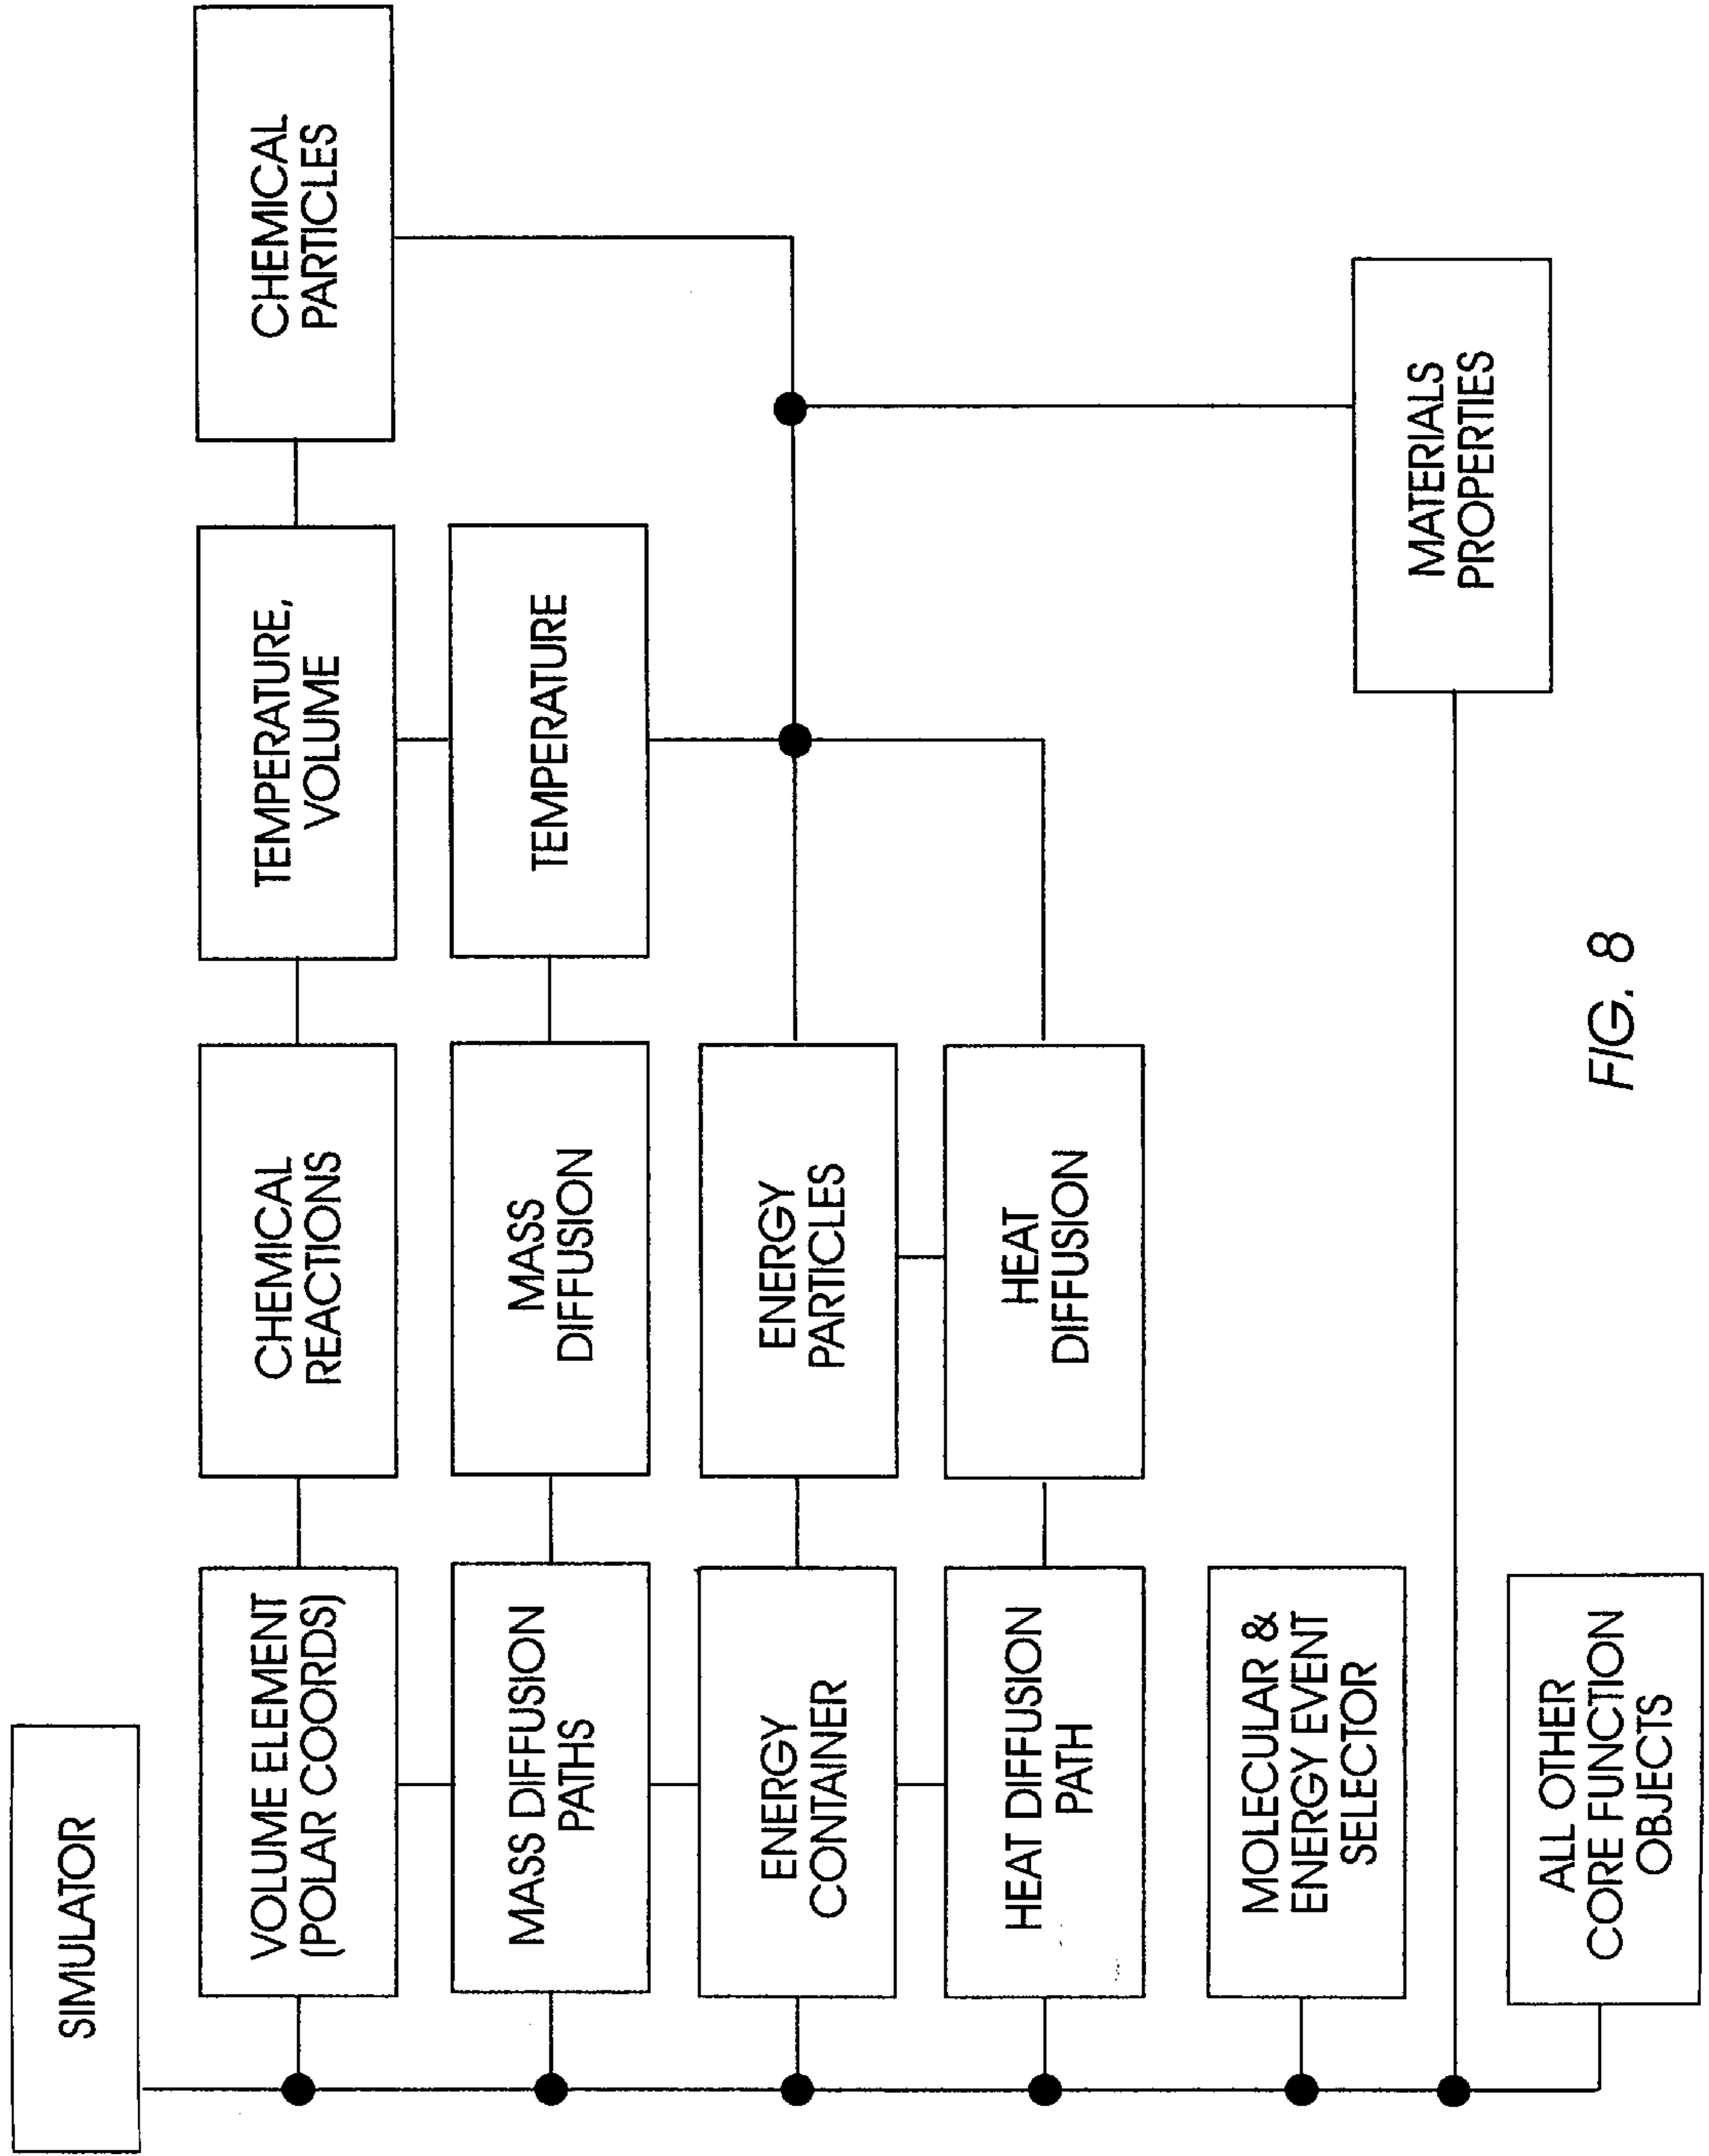 SIMULATOR
VOLUME ELEMENT
(POLAR COORDS)
CHEMICAL
REACTIONS
TEMPERATURE,
VOLUME
CHEMICAL
PARTICLES
MASS DIFFUSION
PATHS
MASS
DIFFUSION
TEMPERATURE
ENERGY
CONTAINER
ENERGY
PARTICLES
HEAT DIFFUSION
PATH
HEAT
DIFFUSION
MOLECULAR &
ENERGY EVENT
SELECTOR
MATERIALS
PROPERTIES
ALL OTHER
CORE FUNCTION
OBJECTS
FIG. 8